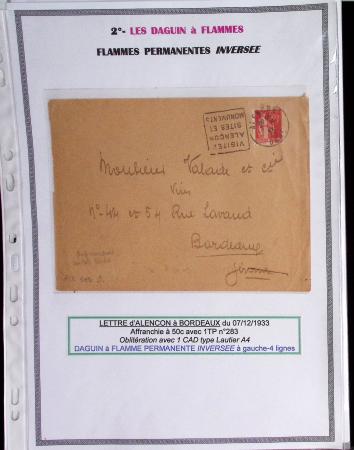 2°- LES DAGUIN à FLAMMES
FLAMMES PERMANENTES INVERSEE
VISITEZ
ALENÇON
SITES ET
MONUMENTS
Monsieur Valade et Cie
Vins
N° 44 et 54 Rue Lavaud
Bordeaux
Gironde
LETTRE d'ALENCON à BORDEAUX du 07/12/1933
Affranchie à 50c avec 1TP n°283
Oblitération avec 1 CAD type Lautier A4
DAGUIN à FLAMME PERMANENTE INVERSEE à gauche-4 lignes